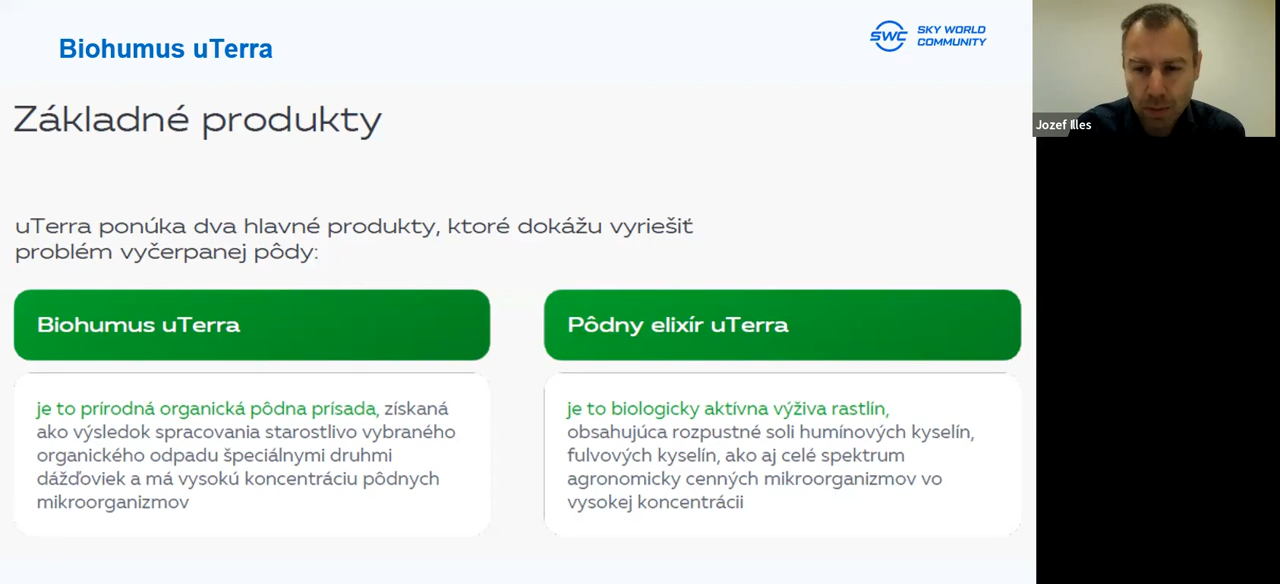 Biohumus uTerra
SWC
SKY WORLD
COMMUNITY
Základné produkty
uTerra ponúka dva hlavné produkty, ktoré dokážu vyriešiť
problém vyčerpanej pôdy:
Biohumus uTerra
je to prírodná organická pôdna prísada, získaná
ako výsledok spracovania starostlivo vybraného
organického odpadu špeciálnymi druhmi
dážďoviek a má vysokú koncentráciu pôdnych
mikroorganizmov
Pôdny elixír uTerra
je to biologicky aktívna výživa rastlín,
obsahujúca rozpustné soli humínových kyselín,
fulvových kyselín, ako aj celé spektrum
agronomicky cenných mikroorganizmov vo
vysokej koncentrácii
Jozef Illes